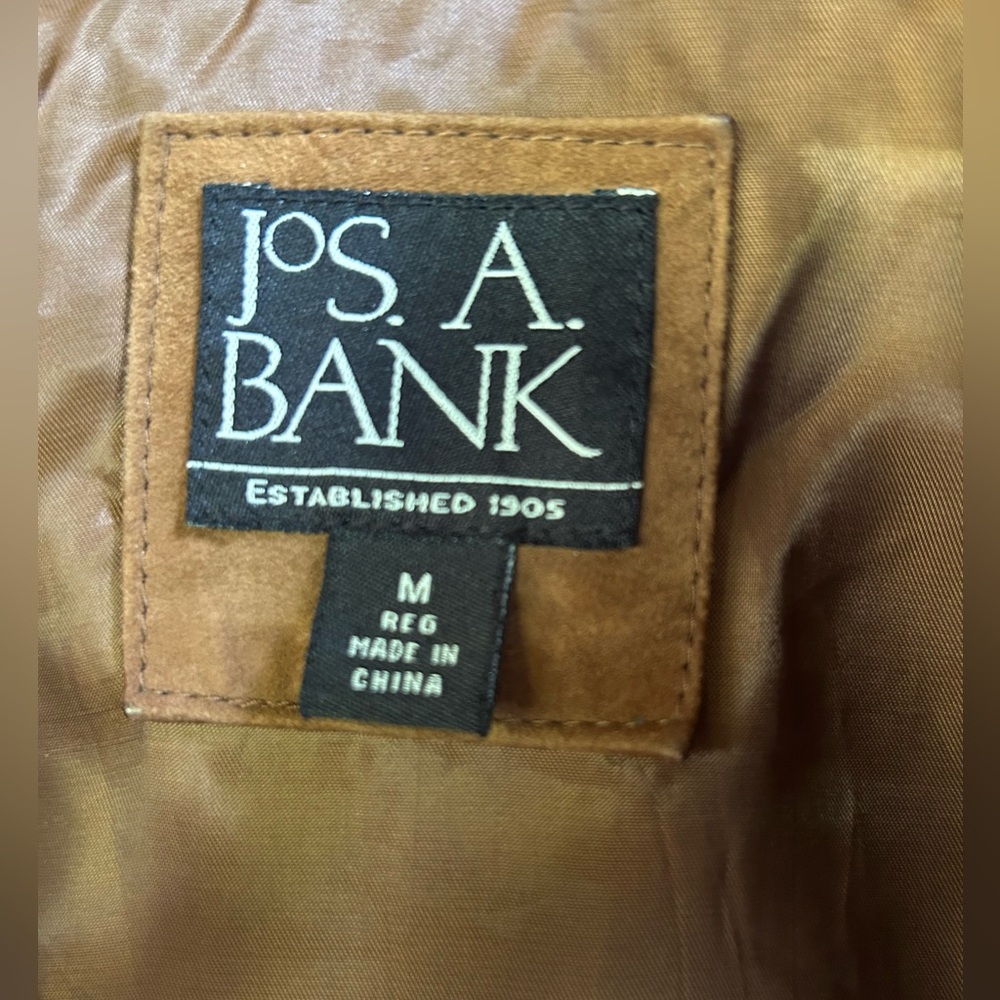 JOS. A.
BANK
ESTABLISHED 1905
M
REG
MADE IN
CHINA